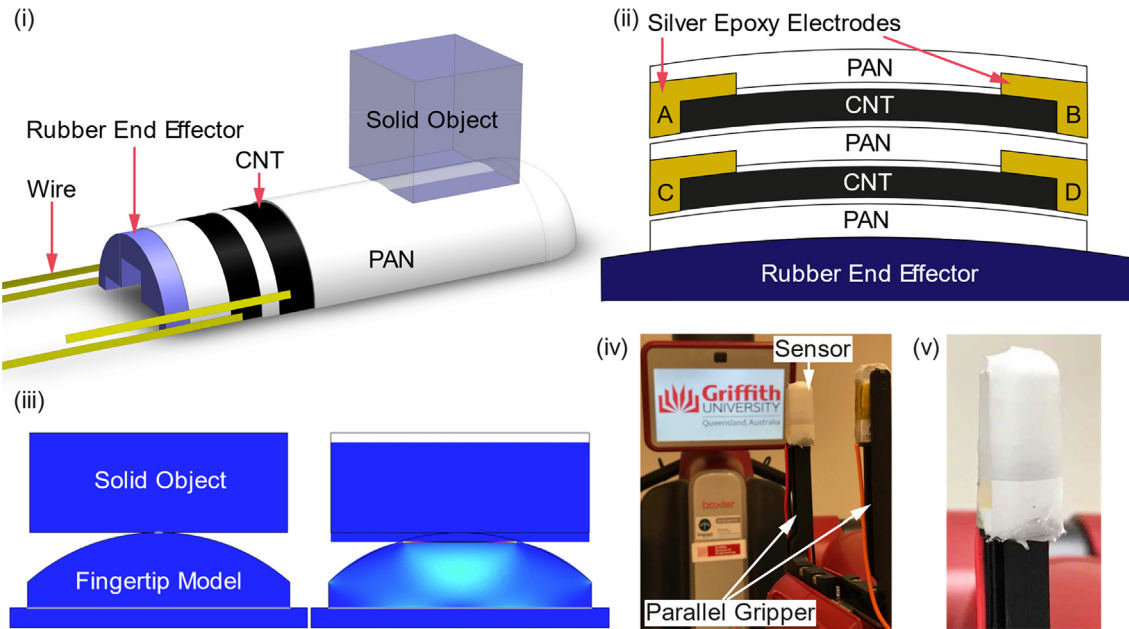 (i)
Solid Object
Rubber End Effector
CNT
Wire
PAN
(ii)
Silver Epoxy Electrodes
PAN
A
CNT
B
PAN
C
CNT
D
PAN
Rubber End Effector
(iii)
Solid Object
Fingertip Model
(iv)
Sensor
Griffith
UNIVERSITY
Queensland, Australia
baxter
Parallel Gripper
(v)